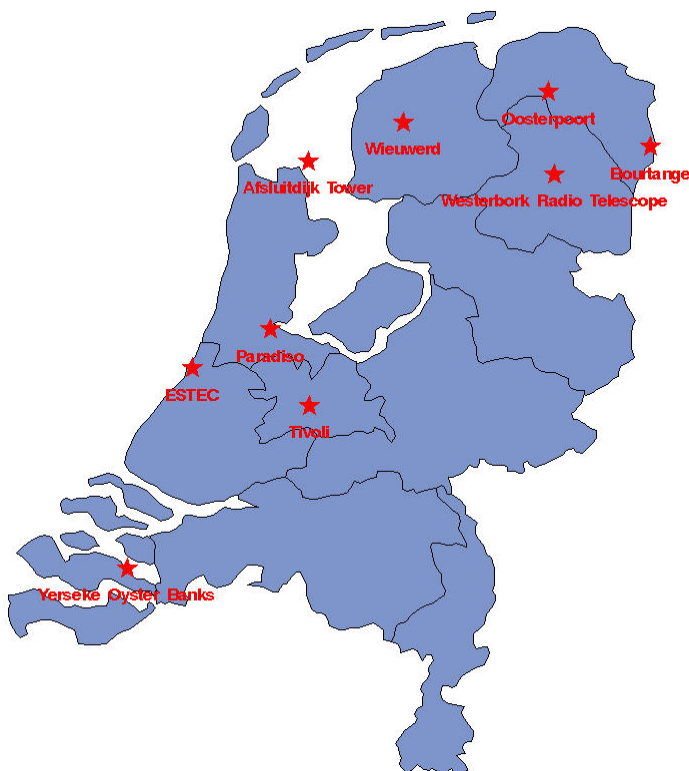 Oosterpoort
Wieuwerd
Bourtange
Afsluitdijk Tower
Westerbork Radio Telescope
Paradiso
ESTEC
Tivoli
Yerseke Oyster Banks